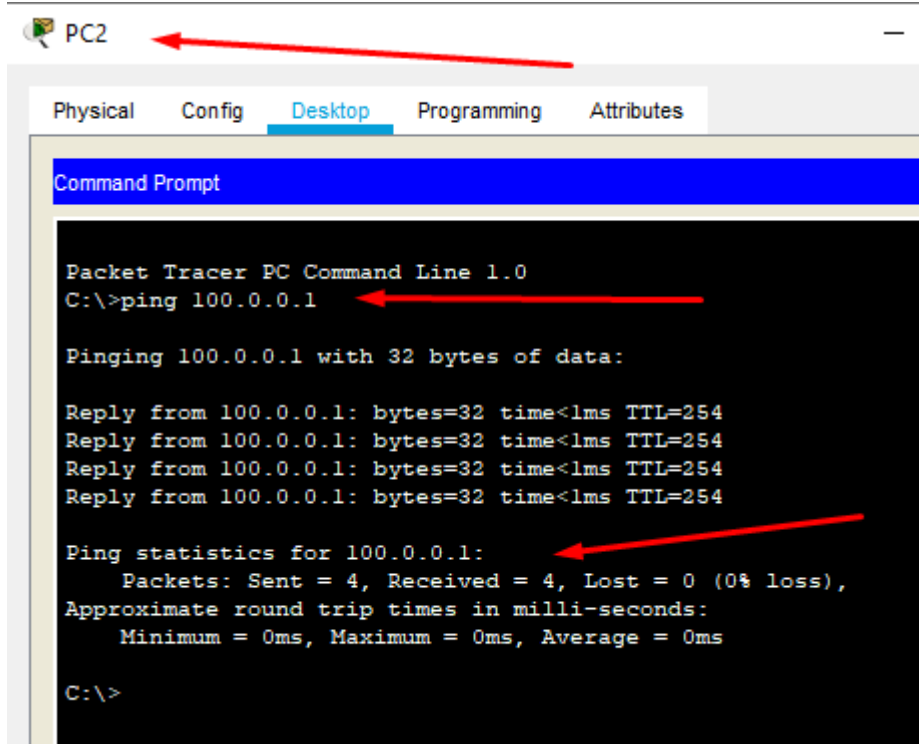 PC2
Physical Config Desktop Programming Attributes
Command Prompt
Packet Tracer PC Command Line 1.0
C:\>ping 100.0.0.1
Pinging 100.0.0.1 with 32 bytes of data:
Reply from 100.0.0.1: bytes=32 time<1ms TTL=254
Reply from 100.0.0.1: bytes=32 time<1ms TTL=254
Reply from 100.0.0.1: bytes=32 time<1ms TTL=254
Reply from 100.0.0.1: bytes=32 time<1ms TTL=254
Ping statistics for 100.0.0.1:
Packets: Sent = 4, Received = 4, Lost = 0 (0% loss),
Approximate round trip times in milli-seconds:
Minimum = 0ms, Maximum = 0ms, Average = 0ms
C:\>